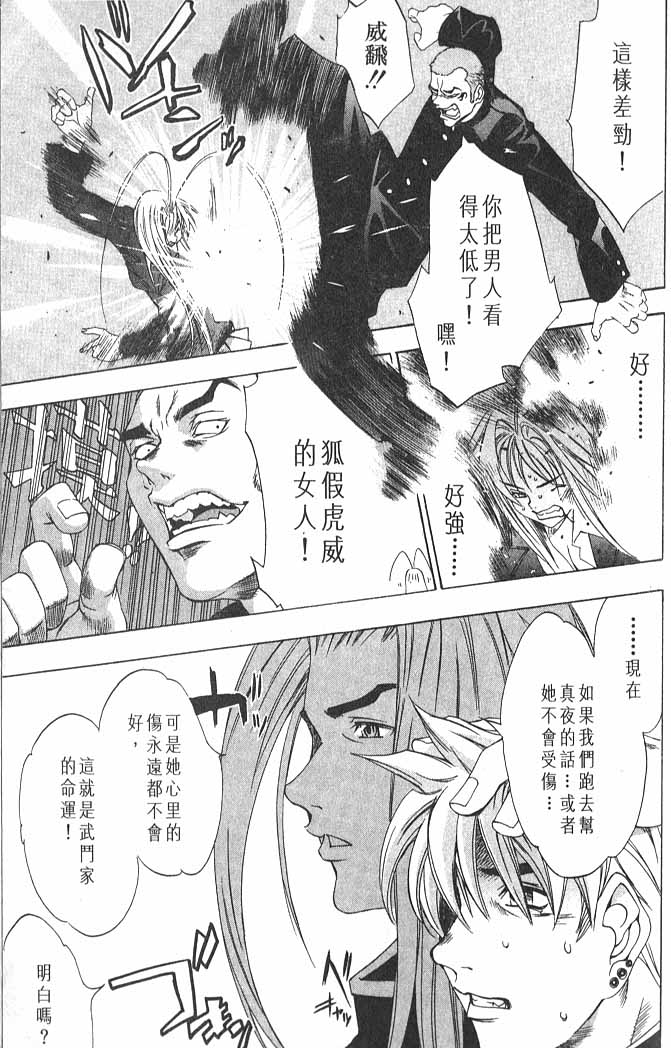 這樣差勁！
威飜!!
你把男人看
得太低了！
嘿！
好⋯⋯⋯
好強⋯⋯
狐假虎威
的女人！
⋯⋯現在
如果我們跑去幫
真夜的話⋯或者
她不會受傷⋯
可是她心里的
傷永遠都不會
好，
這就是武鬥家
的命運！
明白嗎？